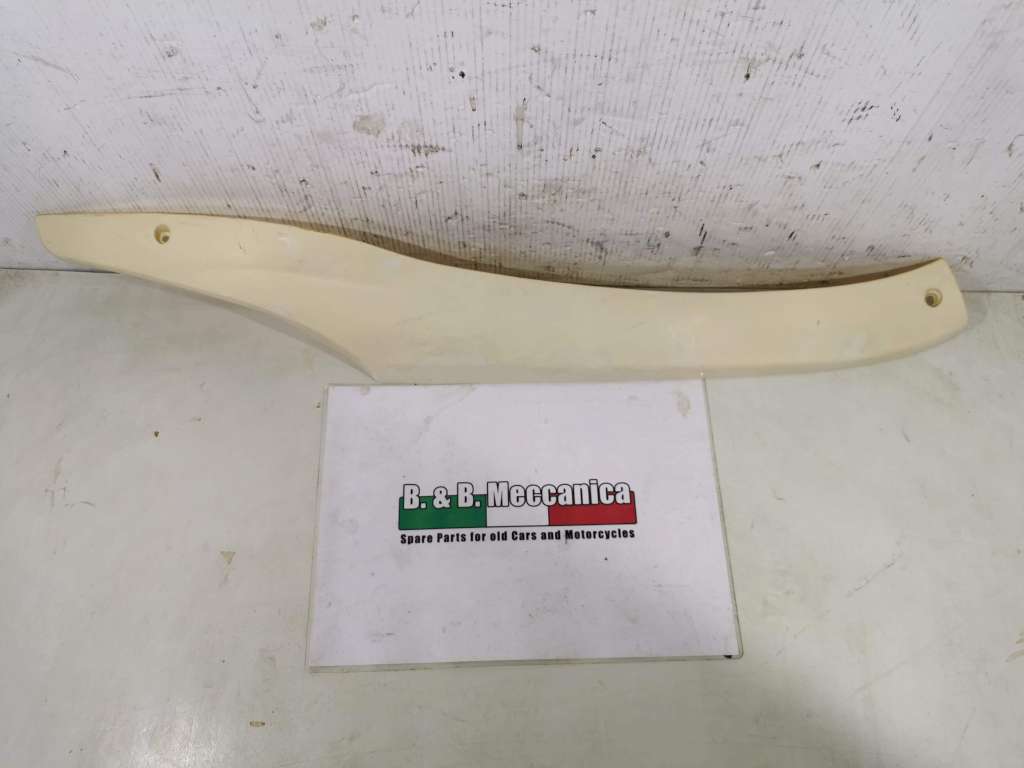 B. & B. Meccanica
Spare Parts for old Cars and Motorcycles